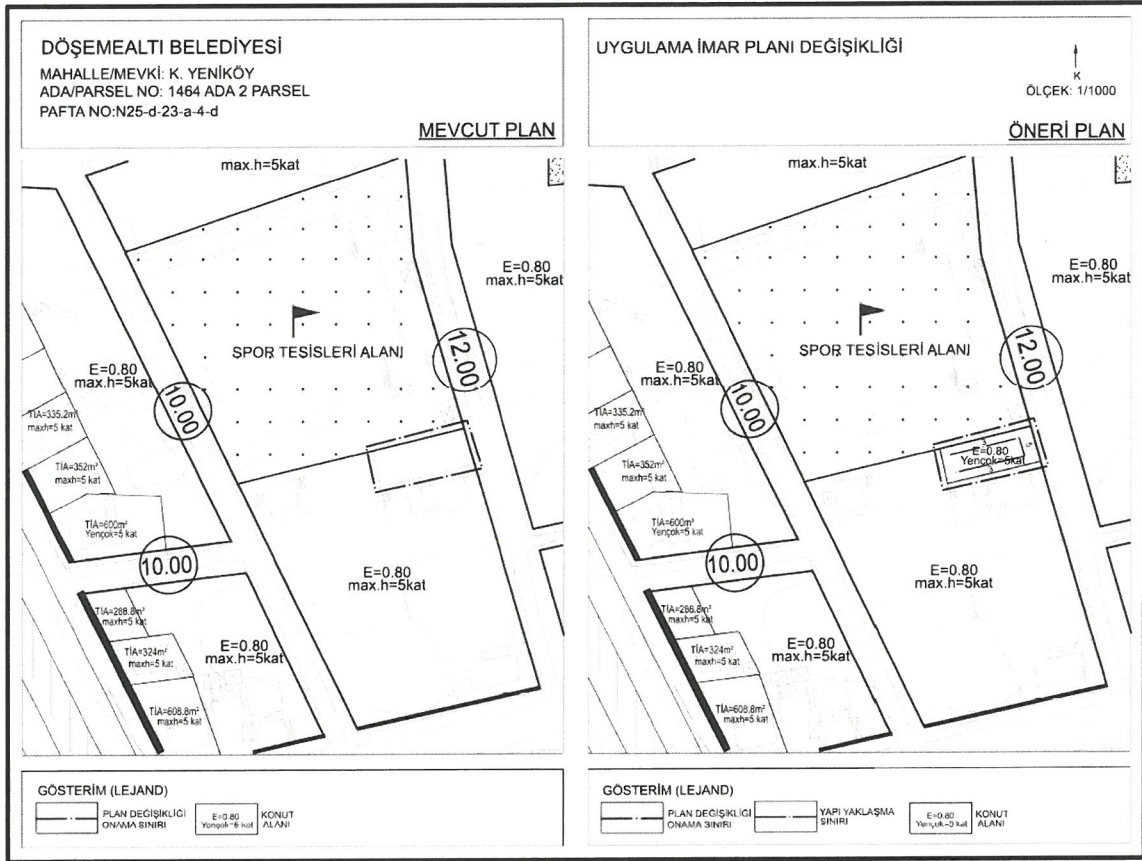 DÖŞEMEALTI BELEDİYESİ
MAHALLE/MEVKİ: K. YENİKÖY
ADA/PARSEL NO: 1464 ADA 2 PARSEL
PAFTA NO:N25-d-23-a-4-d
MEVCUT PLAN
max.h=5kat
E=0.80
max.h=5kat
SPOR TESİSLERİ ALANI
12.00
E=0.80
max.h=5kat
10.00
TİA=335.2m²
maxh=5 kat
TİA=352m²
maxh=5 kat
TİA=600m²
Yençok=5 kat
10.00
E=0.80
max.h=5kat
TİA=288.8m²
maxh=5 kat
TİA=324m²
maxh=5 kat
E=0.80
max.h=5kat
TİA=608.8m²
maxh=5 kat
GÖSTERİM (LEJAND)
PLAN DEĞİŞİKLİĞİ
ONAMA SINIRI
E=0.80
KONUT
ALANI
UYGULAMA İMAR PLANI DEĞİŞİKLİĞİ
K
ÖLÇEK: 1/1000
ÖNERİ PLAN
max.h=5kat
E=0.80
max.h=5kat
SPOR TESİSLERİ ALANI
12.00
E=0.80
max.h=5kat
10.00
TİA=335.2m²
maxh=5 kat
3
E=0.80
5
Yençok=5kat
3
TİA=352m²
maxh=5 kat
TİA=600m²
Yençok=5 kat
10.00
E=0.80
max.h=5kat
TİA=288.8m²
maxh=5 kat
TİA=324m²
maxh=5 kat
E=0.80
max.h=5kat
TİA=608.8m²
maxh=5 kat
GÖSTERİM (LEJAND)
PLAN DEĞİŞİKLİĞİ
ONAMA SINIRI
YAPI YAKLAŞMA
SINIRI
E=0.80
KONUT
ALANI